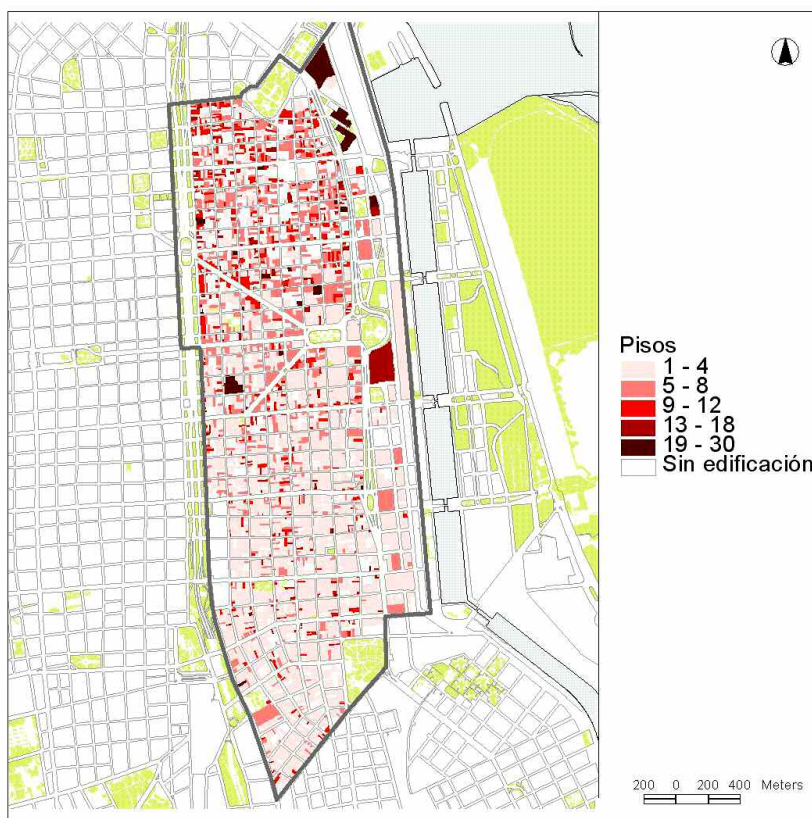 Pisos
1 - 4
5 - 8
9 - 12
13 - 18
19 - 30
Sin edificación
200 0 200 400 Meters